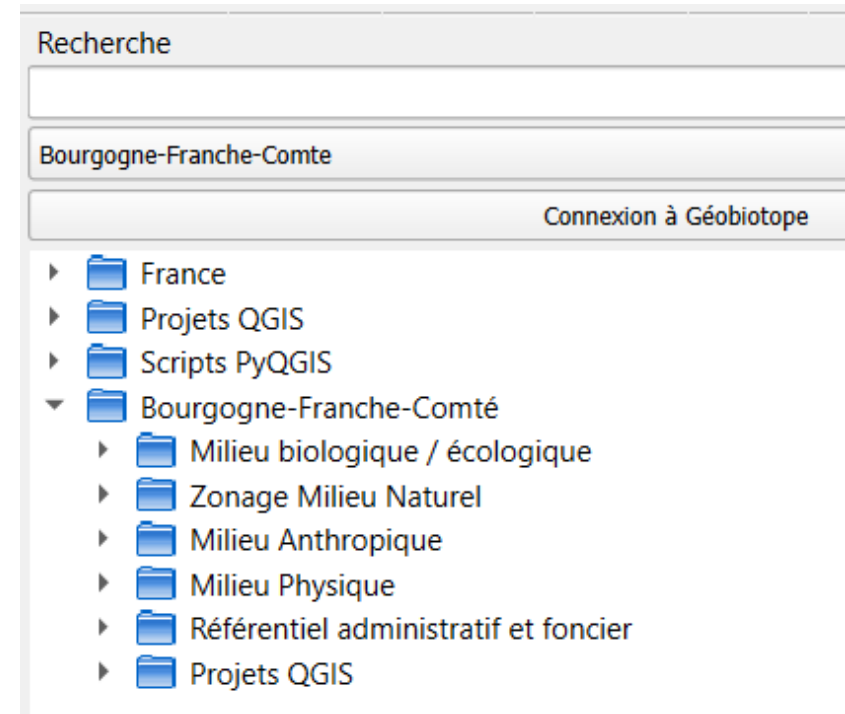 Recherche
Bourgogne-Franche-Comte
Connexion à Géobiotope
France
Projets QGIS
Scripts PyQGIS
Bourgogne-Franche-Comté
Milieu biologique / écologique
Zonage Milieu Naturel
Milieu Anthropique
Milieu Physique
Référentiel administratif et foncier
Projets QGIS